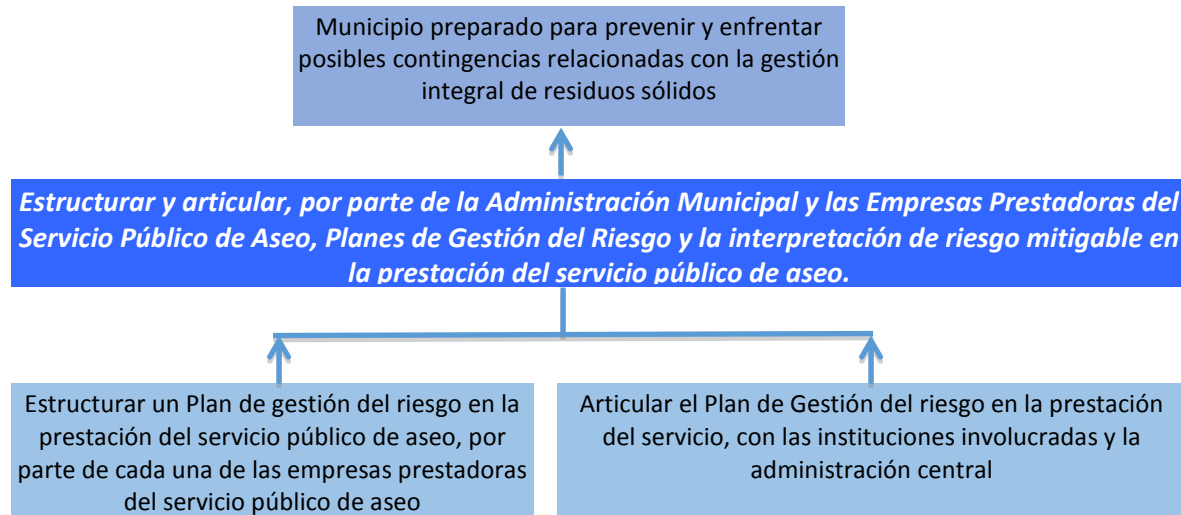 Municipio preparado para prevenir y enfrentar
posibles contingencias relacionadas con la gestión
integral de residuos sólidos
Estructurar y articular, por parte de la Administración Municipal y las Empresas Prestadoras del
Servicio Público de Aseo, Planes de Gestión del Riesgo y la interpretación de riesgo mitigable en
la prestación del servicio público de aseo.
Estructurar un Plan de gestión del riesgo en la
prestación del servicio público de aseo, por
parte de cada una de las empresas prestadoras
del servicio público de aseo
Articular el Plan de Gestión del riesgo en la prestación
del servicio, con las instituciones involucradas y la
administración central